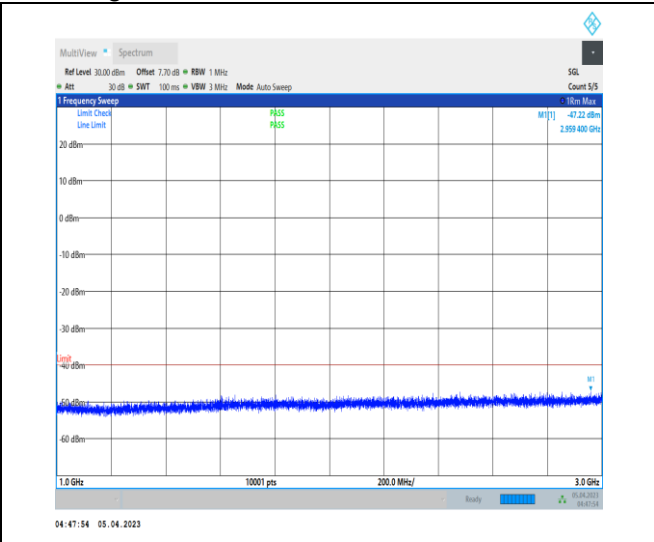 MultiView Spectrum
Ref Level 30.00 dBm Offset 7.70 dB RBW 1 MHz SGL
Att 30 dB SWT 100 ms VBW 3 MHz Mode Auto Sweep Count 5/5
1 Frequency Sweep 1Rm Max
Limit Check PASS M1[1] -47.22 dBm
Line Limit PASS 2.959 400 GHz
20 dBm
10 dBm
0 dBm
-10 dBm
-20 dBm
-30 dBm
Limit
-40 dBm
M1
-50 dBm
-60 dBm
1.0 GHz 10001 pts 200.0 MHz/ 3.0 GHz
Ready 05.04.2023
04:47:54
04:47:54 05.04.2023